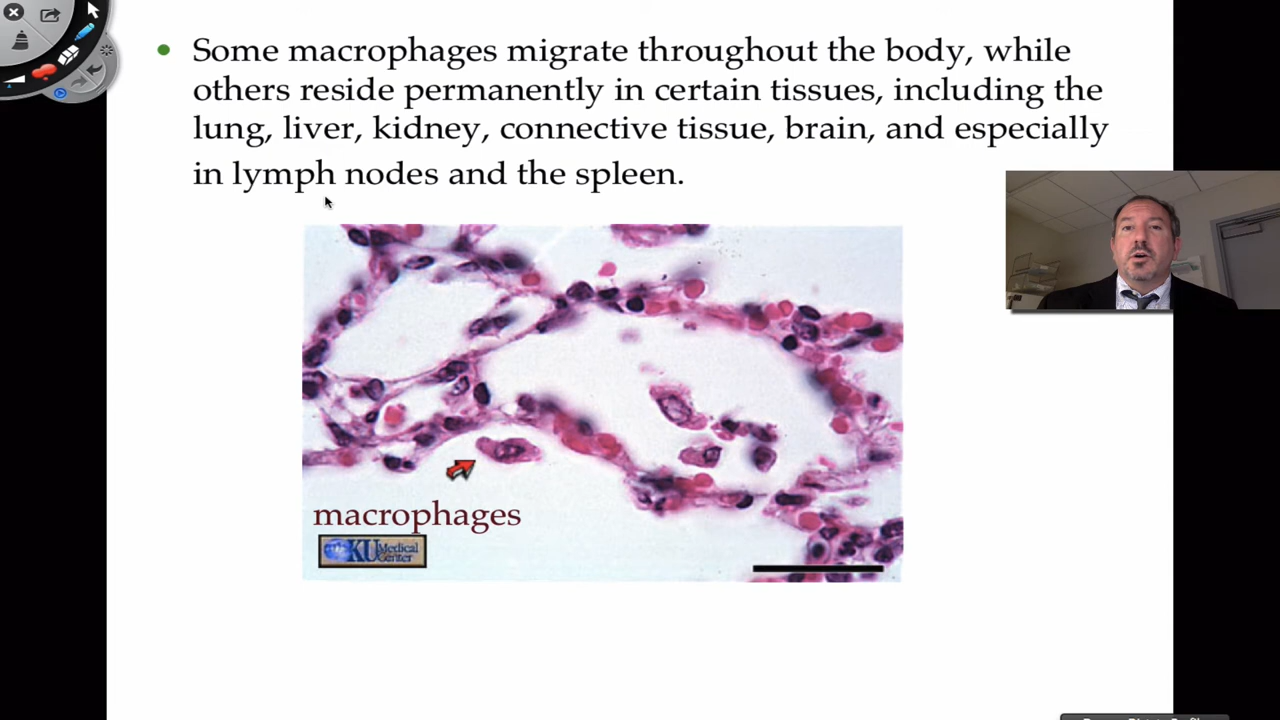 Some macrophages migrate throughout the body, while
others reside permanently in certain tissues, including the
lung, liver, kidney, connective tissue, brain, and especially
in lymph nodes and the spleen.
macrophages
KU Medical
Center